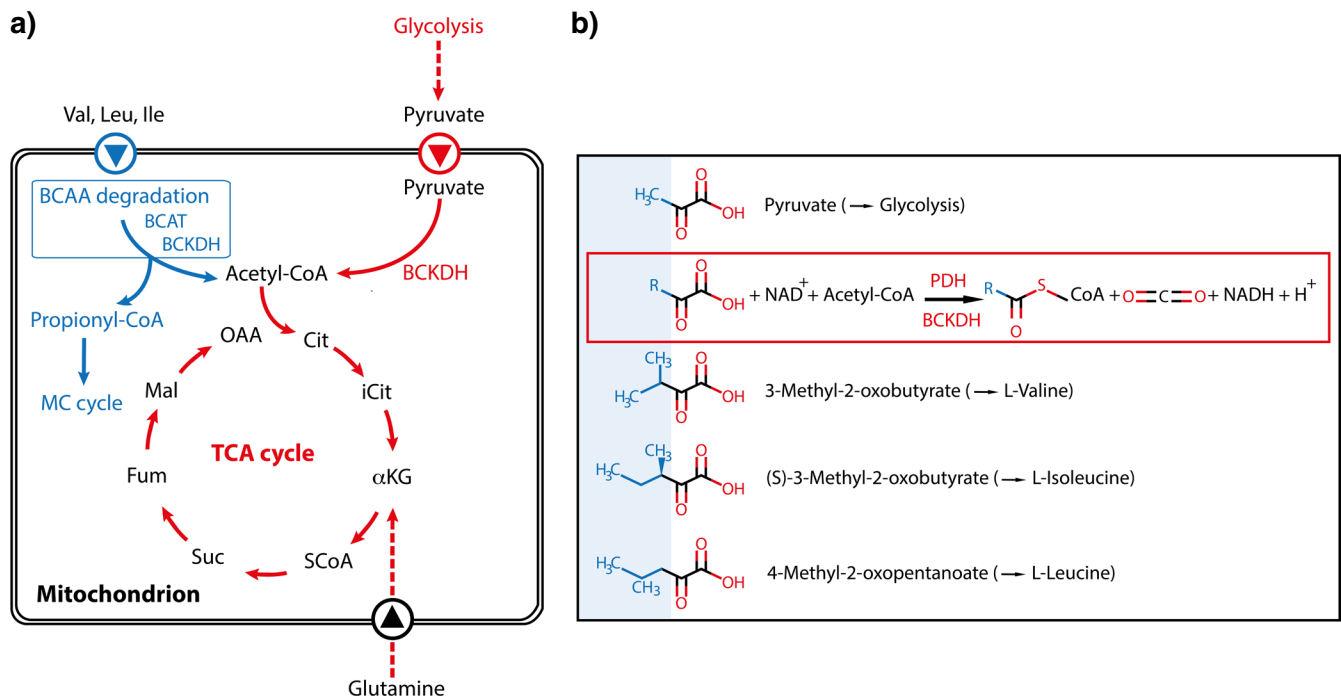 a)
Glycolysis
Val, Leu, Ile
Pyruvate
Pyruvate
BCAA degradation
BCAT
BCKDH
Acetyl-CoA
BCKDH
Propionyl-CoA
OAA
Cit
MC cycle
Mal
iCit
TCA cycle
Fum
αKG
Suc
SCoA
Mitochondrion
Glutamine
b)
H₃C
O
OH
O
Pyruvate (→ Glycolysis)
R
O
OH
O
+ NAD⁺ + Acetyl-CoA
PDH
BCKDH
R
S
CoA
O
+ O=C=O + NADH + H⁺
CH₃
H₃C
O
OH
O
3-Methyl-2-oxobutyrate (→ L-Valine)
CH₃
H₃C
O
OH
O
(S)-3-Methyl-2-oxobutyrate (→ L-Isoleucine)
H₃C
CH₃
O
OH
O
4-Methyl-2-oxopentanoate (→ L-Leucine)